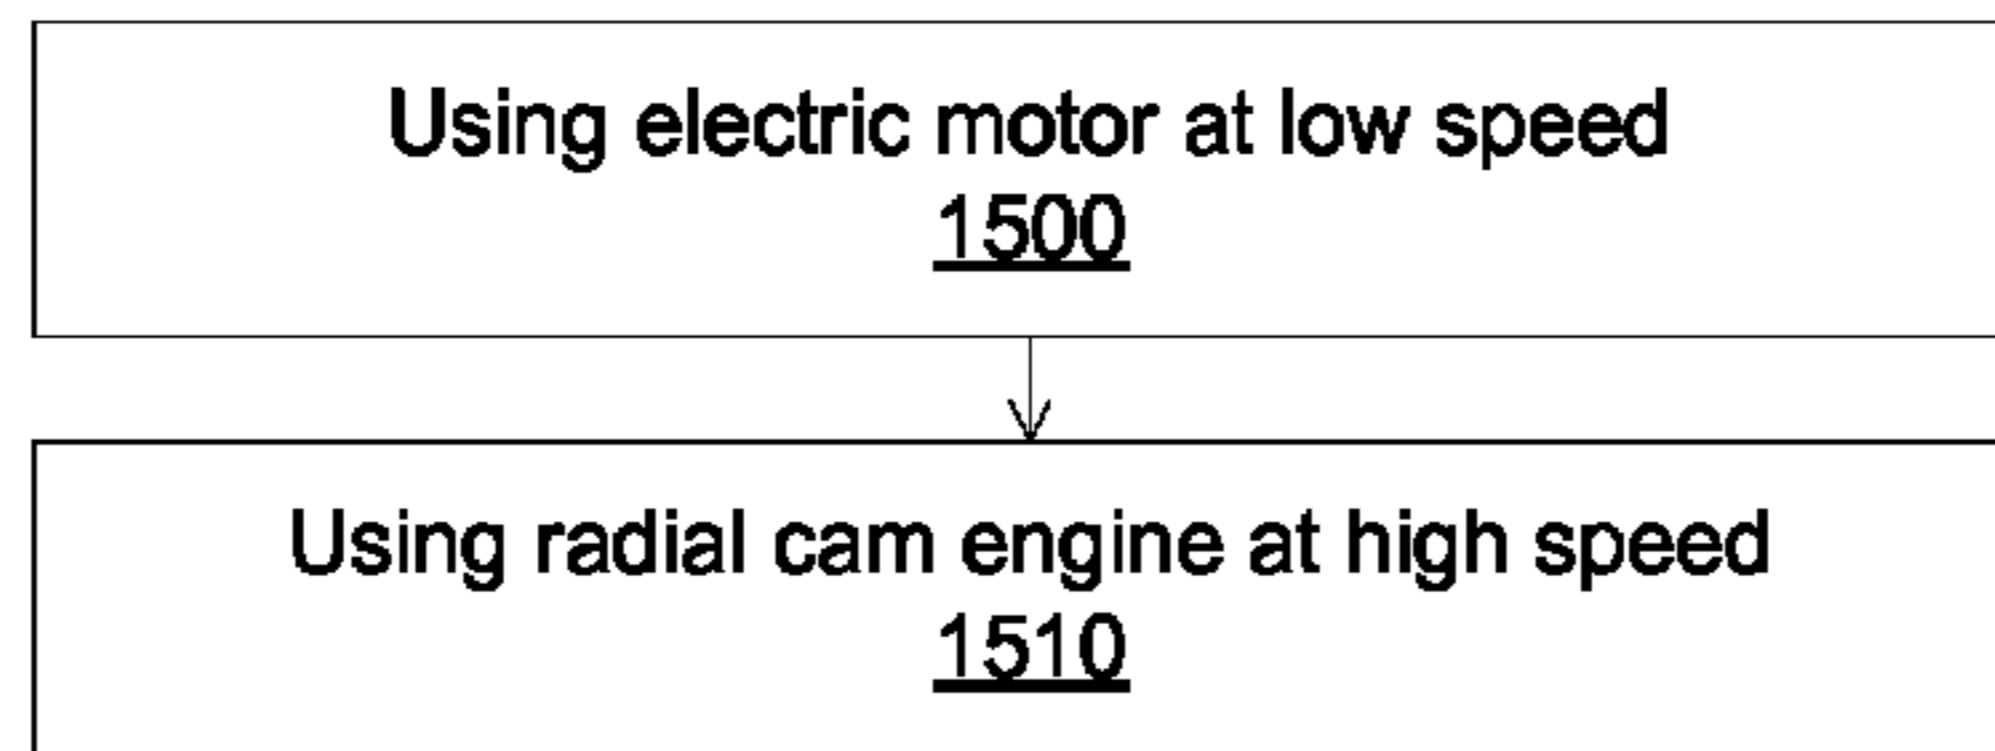 Using electric motor at low speed
1500
Using radial cam engine at high speed
1510